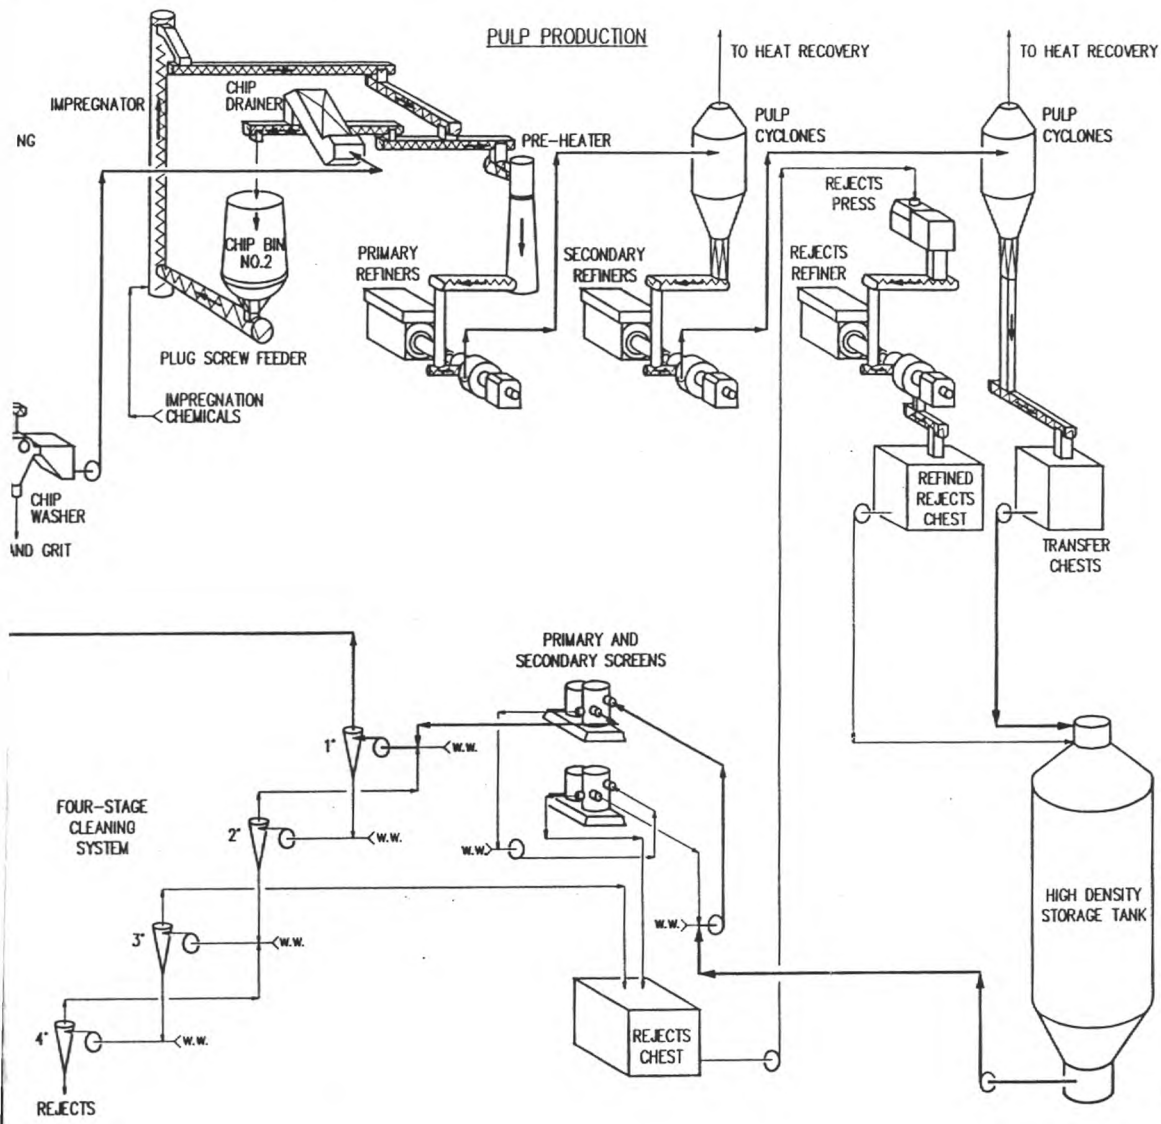 PULP PRODUCTION
TO HEAT RECOVERY
TO HEAT RECOVERY
IMPREGNATOR
CHIP
DRAINER
NG
PRE-HEATER
PULP
CYCLONES
PULP
CYCLONES
REJECTS
PRESS
CHIP BIN
NO.2
PRIMARY
REFINERS
SECONDARY
REFINERS
REJECTS
REFINER
PLUG SCREW FEEDER
IMPREGNATION
CHEMICALS
CHIP
WASHER
AND GRIT
REFINED
REJECTS
CHEST
TRANSFER
CHESTS
PRIMARY AND
SECONDARY SCREENS
1°
W.W.
FOUR-STAGE
CLEANING
SYSTEM
2°
W.W.
W.W.
HIGH DENSITY
STORAGE TANK
W.W.
3°
W.W.
4°
W.W.
REJECTS
CHEST
REJECTS